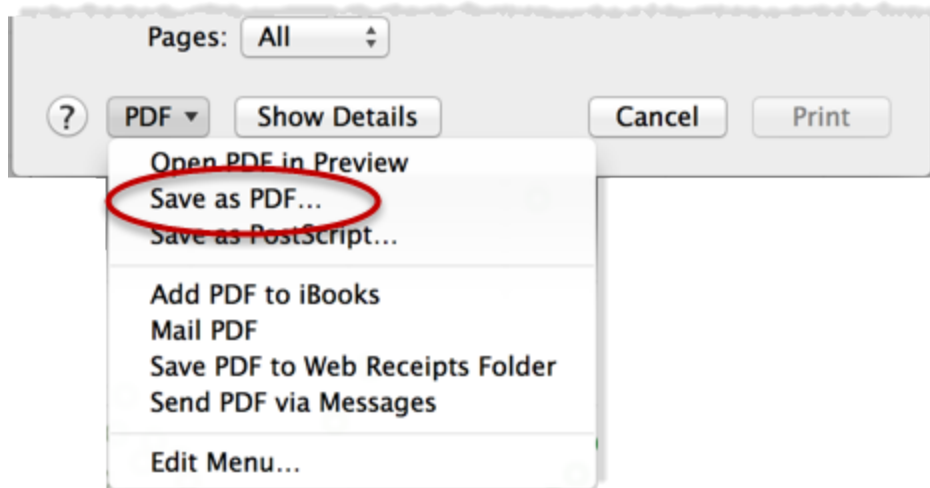 Pages: All
? PDF Show Details Cancel Print
Open PDF in Preview
Save as PDF...
Save as PostScript...
Add PDF to iBooks
Mail PDF
Save PDF to Web Receipts Folder
Send PDF via Messages
Edit Menu...